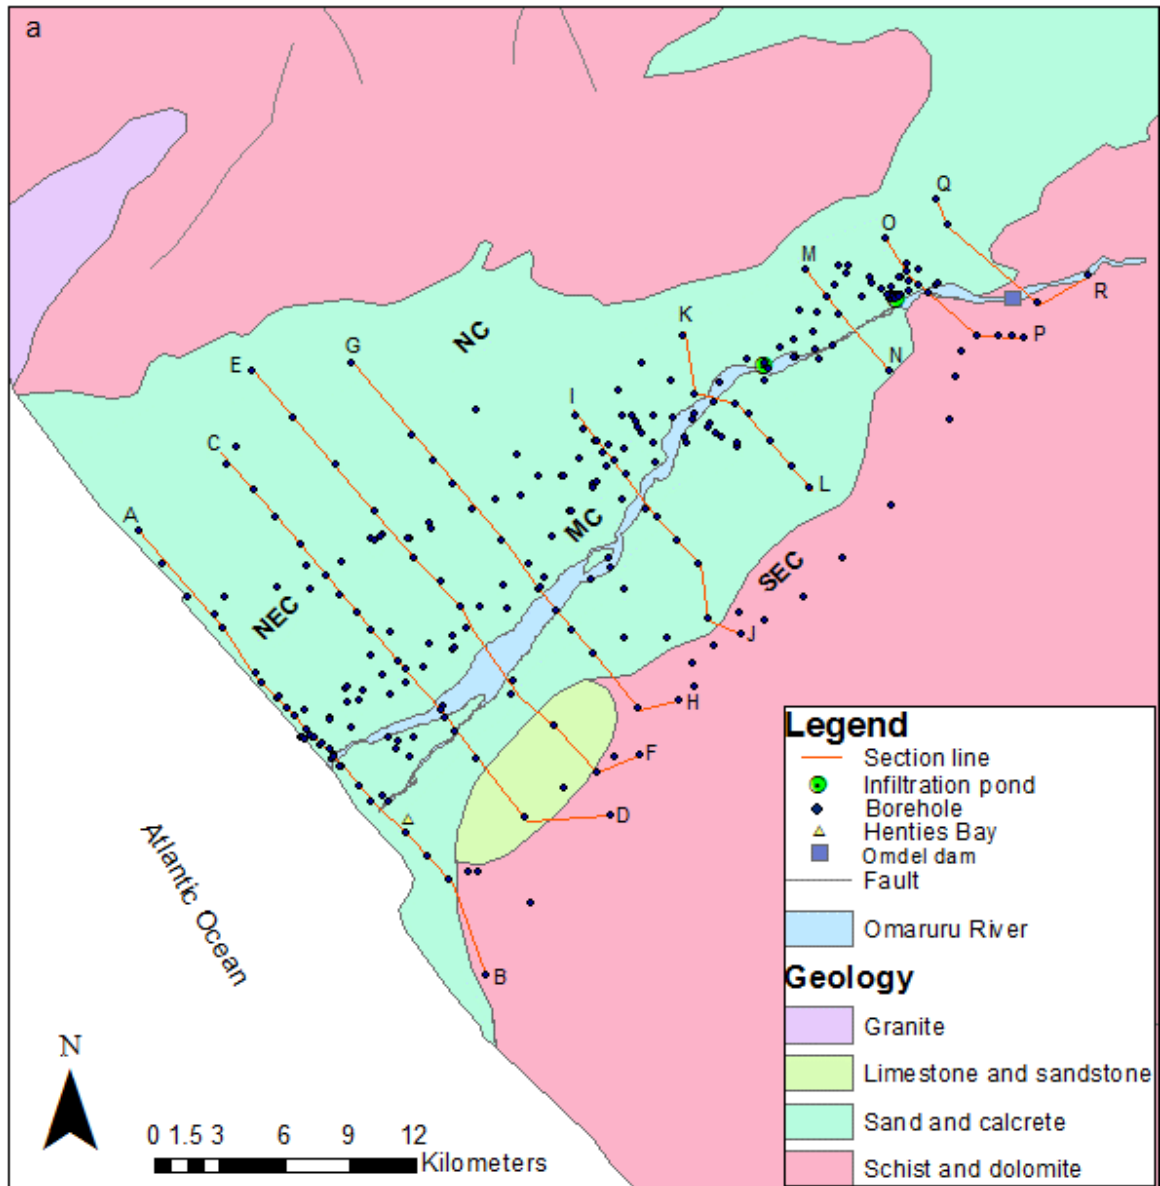 a
Q
O
M
R
K
P
NC
G
E
N
I
C
L
A
MC
SEC
NEC
J
H
F
D
B
Atlantic Ocean
N
0 1.5 3 6 9 12
Kilometers
Legend
Section line
Infiltration pond
Borehole
Henties Bay
Omdel dam
Fault
Omaruru River
Geology
Granite
Limestone and sandstone
Sand and calcrete
Schist and dolomite